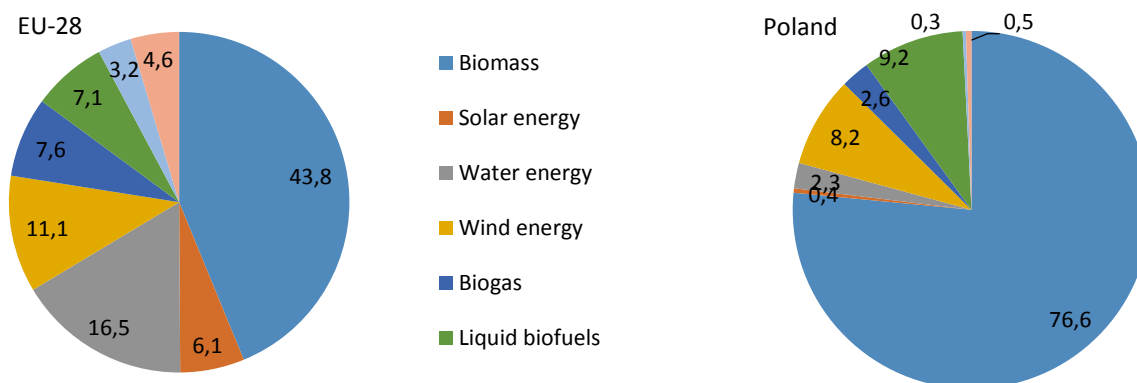 EU-28
4,6
3,2
7,1
7,6
11,1
16,5
6,1
43,8
Biomass
Solar energy
Water energy
Wind energy
Biogas
Liquid biofuels
Poland
0,3
0,5
9,2
2,6
8,2
2,3
0,4
76,6